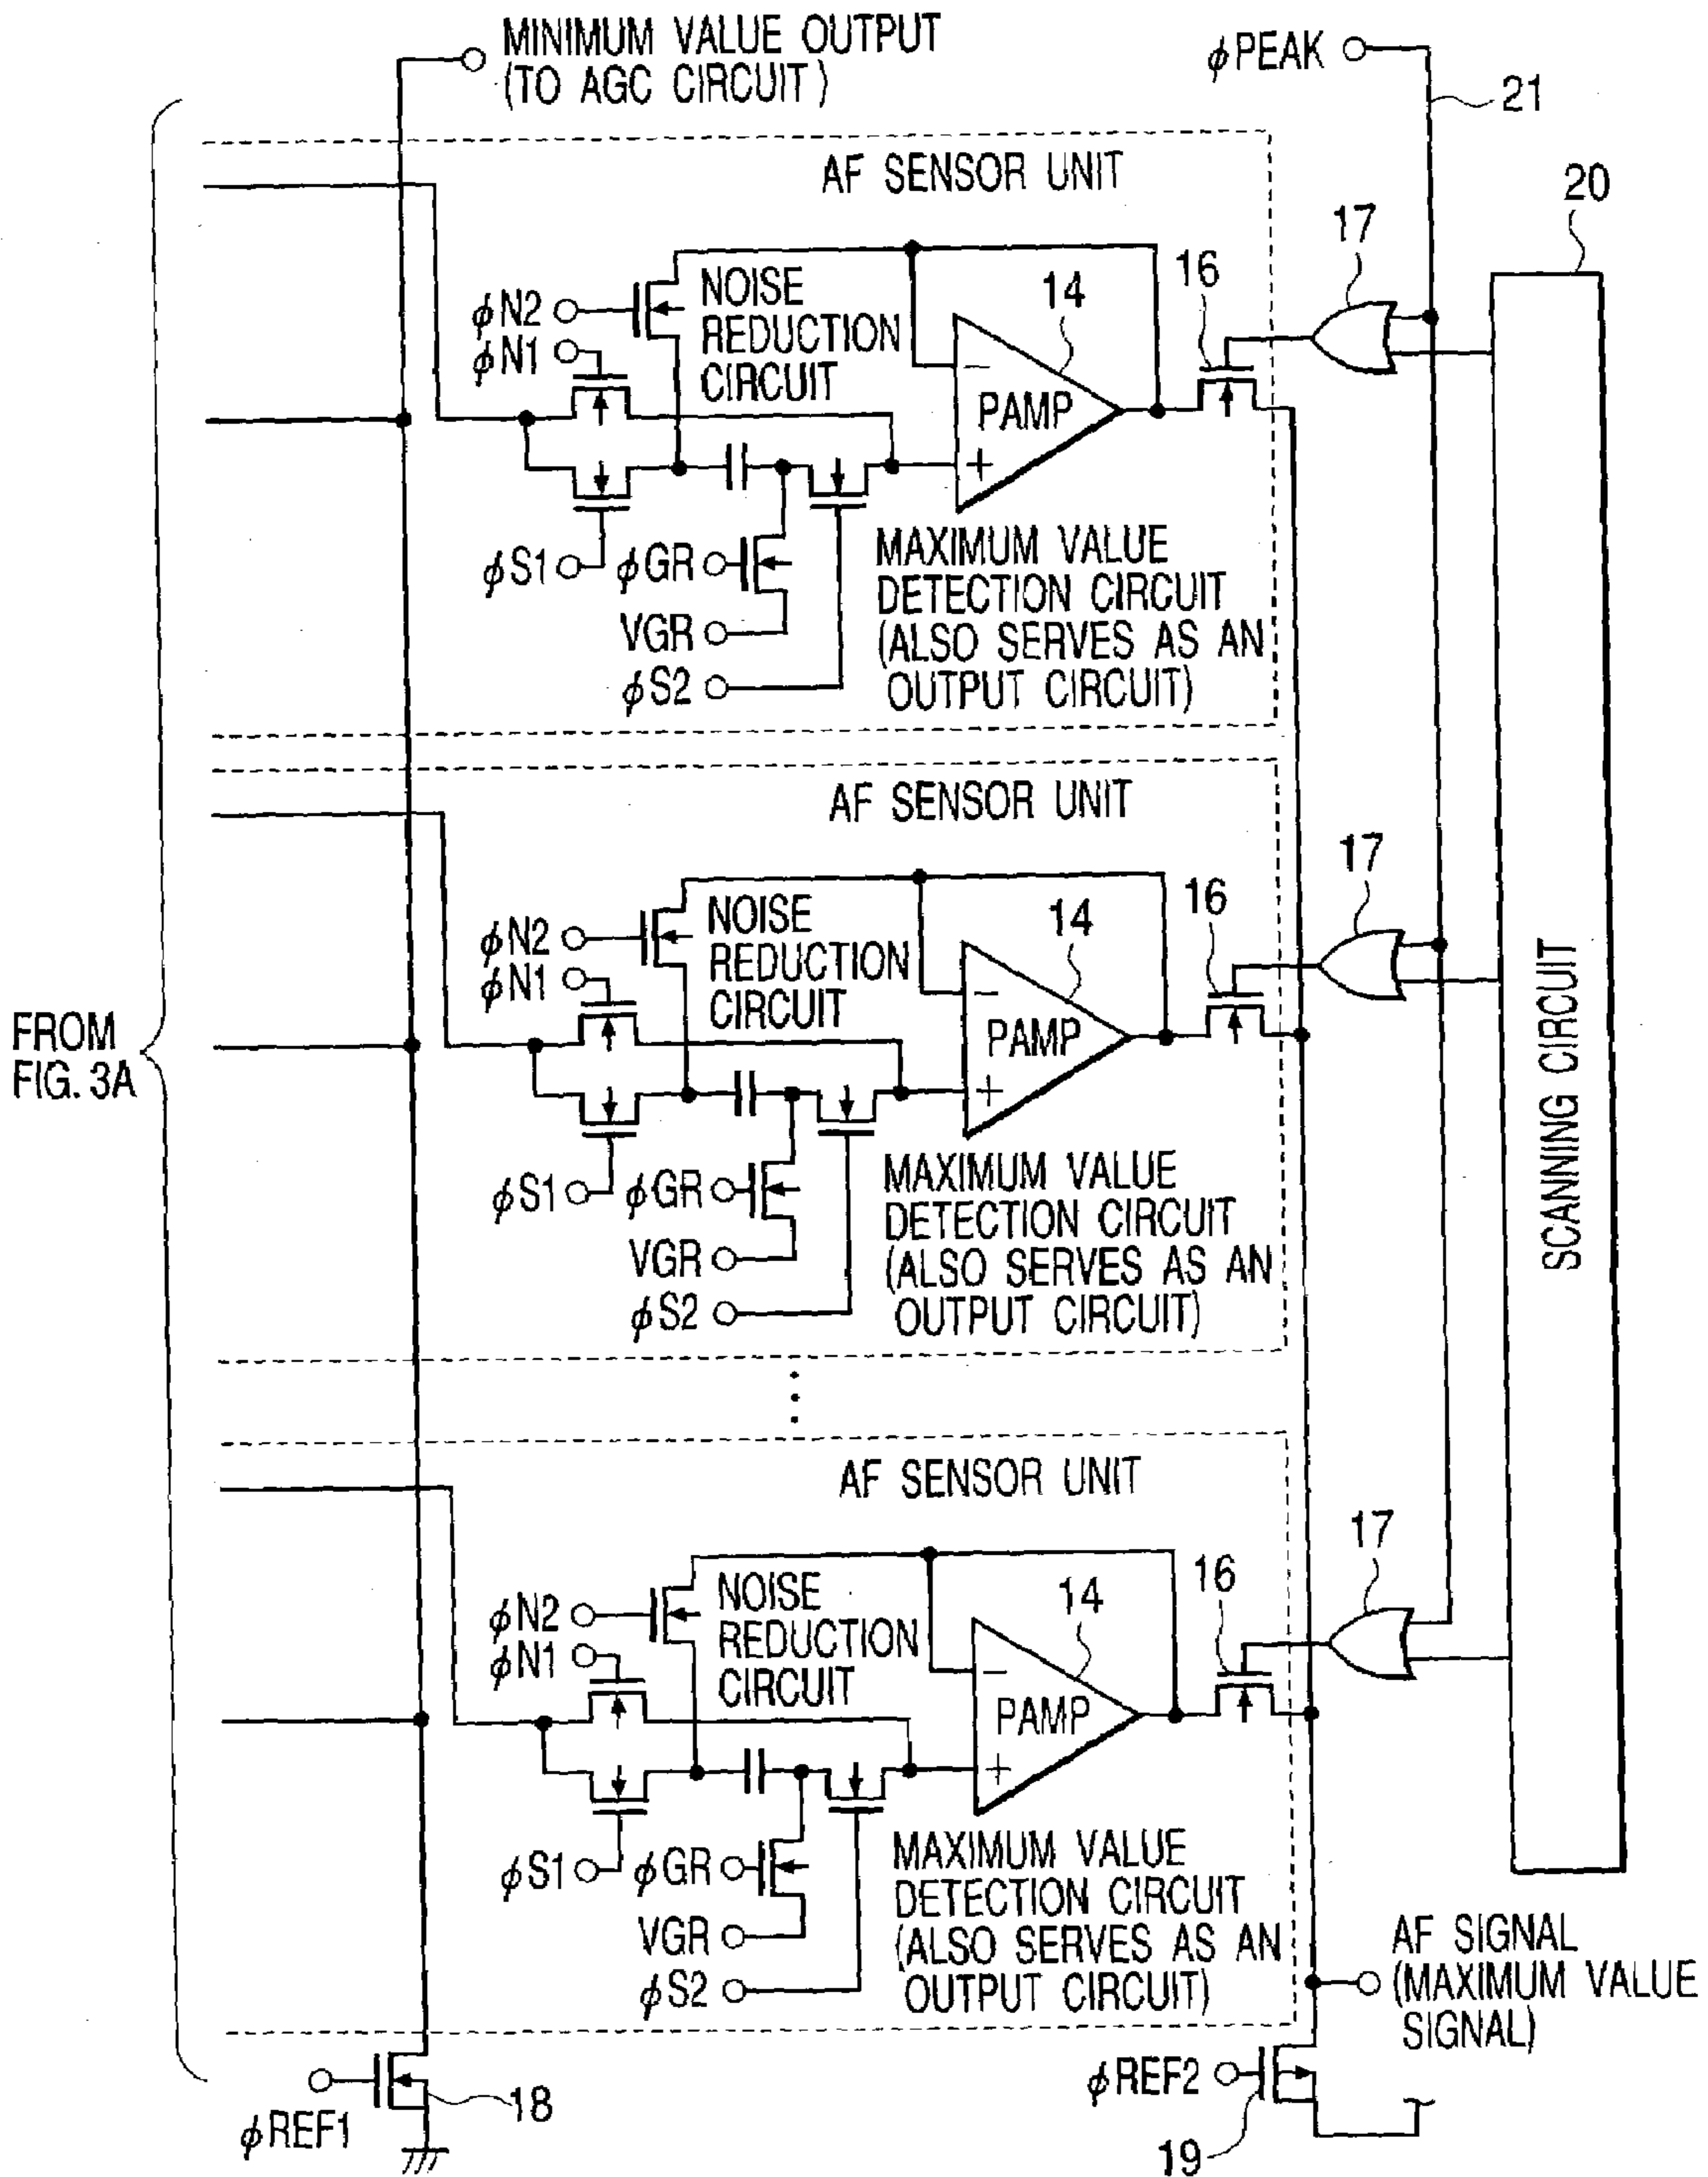 MINIMUM VALUE OUTPUT
(TO AGC CIRCUIT)
ϕPEAK
21
AF SENSOR UNIT
20
17
16
14
ϕN2
ϕN1
NOISE
REDUCTION
CIRCUIT
−
PAMP
+
ϕS1
ϕGR
VGR
ϕS2
MAXIMUM VALUE
DETECTION CIRCUIT
(ALSO SERVES AS AN
OUTPUT CIRCUIT)
AF SENSOR UNIT
17
16
14
ϕN2
ϕN1
NOISE
REDUCTION
CIRCUIT
−
PAMP
+
ϕS1
ϕGR
VGR
ϕS2
MAXIMUM VALUE
DETECTION CIRCUIT
(ALSO SERVES AS AN
OUTPUT CIRCUIT)
FROM
FIG. 3A
SCANNING CIRCUIT
AF SENSOR UNIT
17
16
14
ϕN2
ϕN1
NOISE
REDUCTION
CIRCUIT
−
PAMP
+
ϕS1
ϕGR
VGR
ϕS2
MAXIMUM VALUE
DETECTION CIRCUIT
(ALSO SERVES AS AN
OUTPUT CIRCUIT)
AF SIGNAL
(MAXIMUM VALUE
SIGNAL)
ϕREF1
18
ϕREF2
19